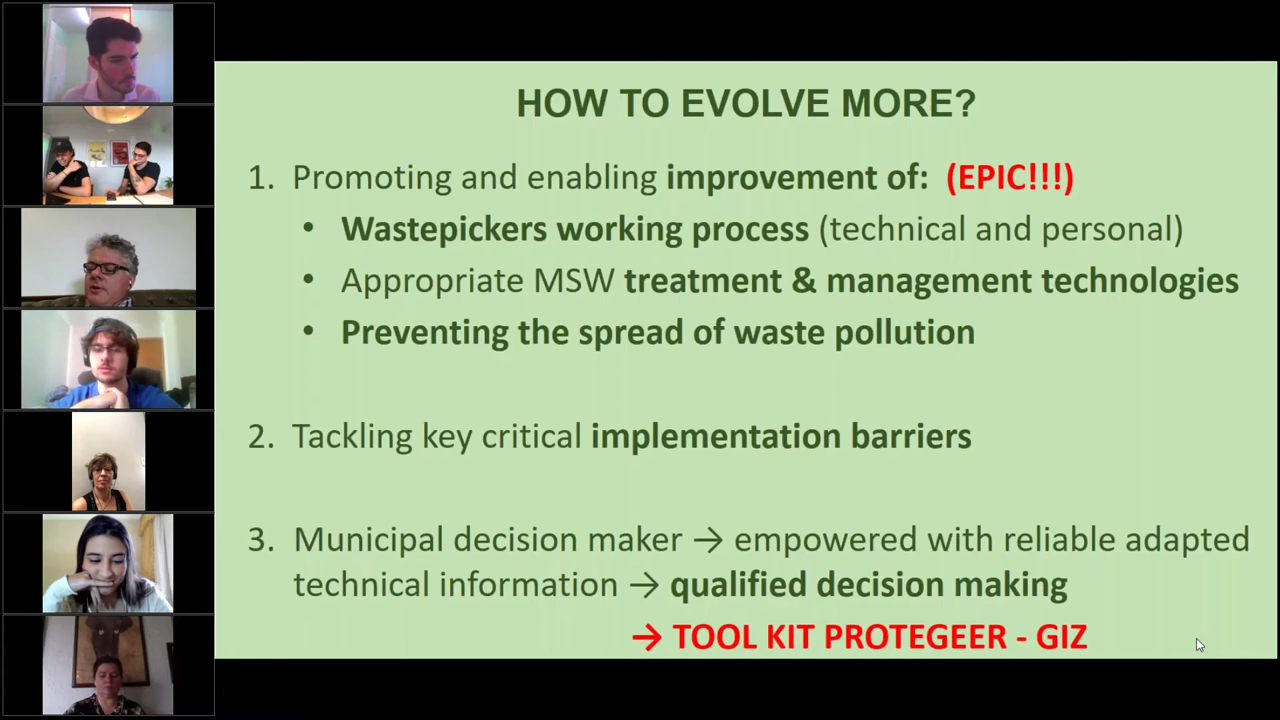 HOW TO EVOLVE MORE?
1. Promoting and enabling improvement of: (EPIC!!!)
• Wastepickers working process (technical and personal)
• Appropriate MSW treatment & management technologies
• Preventing the spread of waste pollution
2. Tackling key critical implementation barriers
3. Municipal decision maker → empowered with reliable adapted
technical information → qualified decision making
→ TOOL KIT PROTEGEER - GIZ